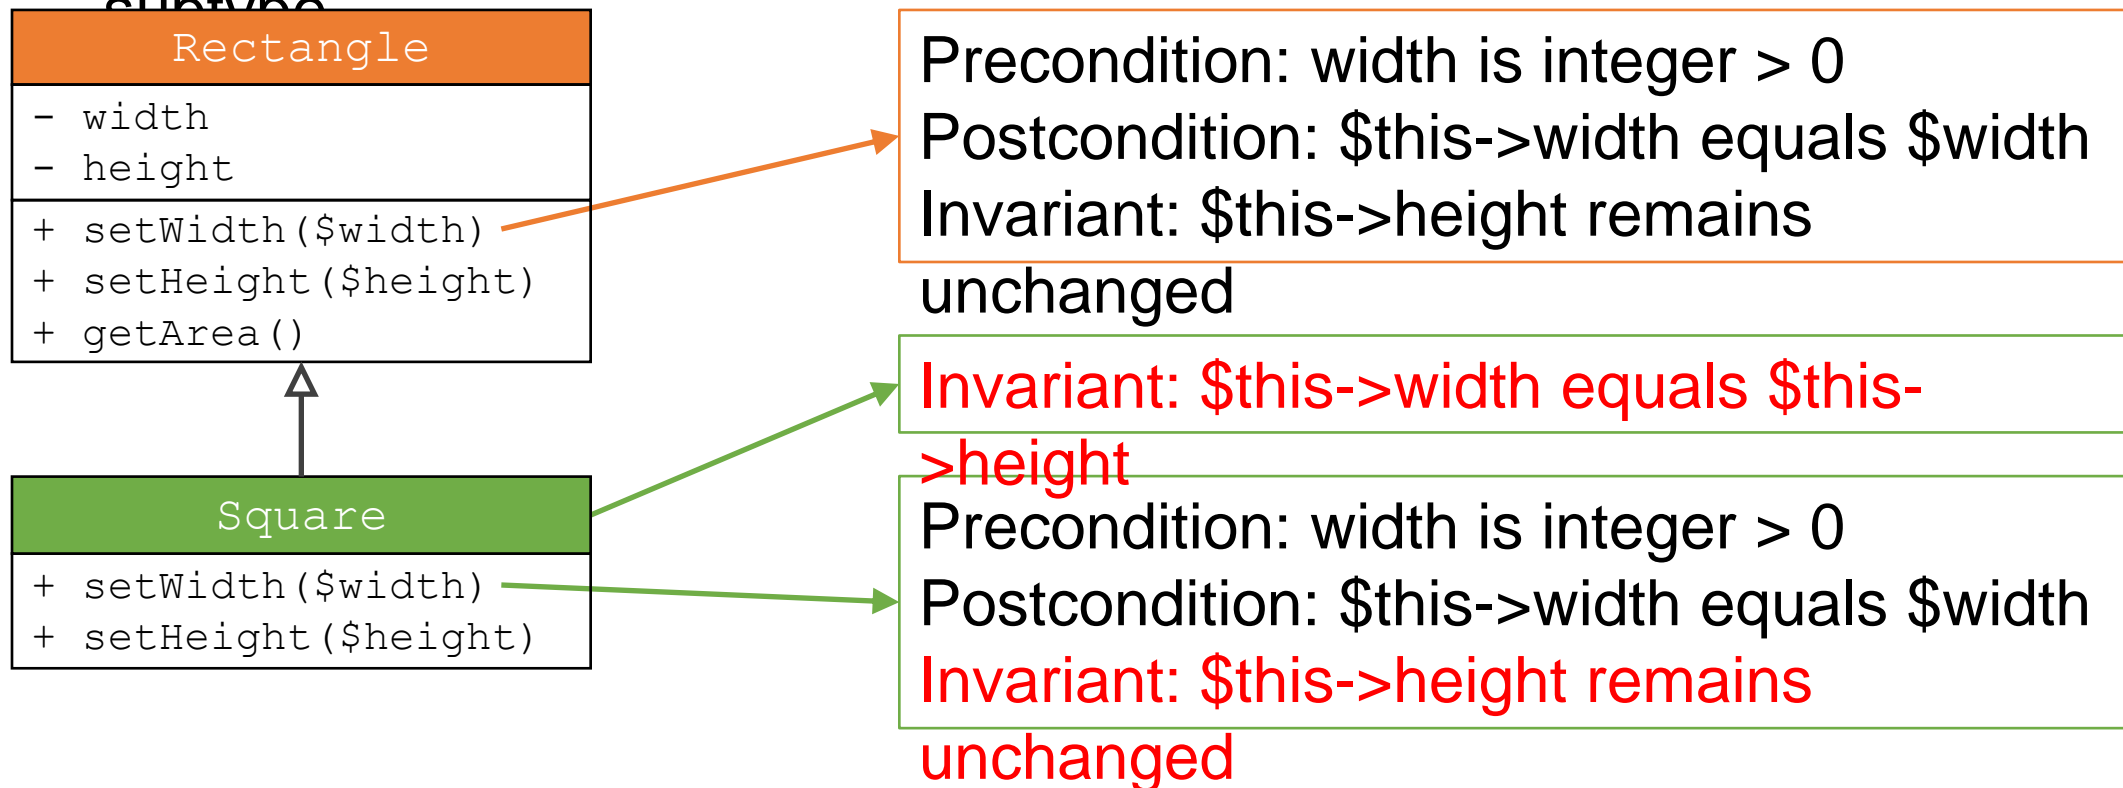 subtype
Rectangle
- width
- height
+ setWidth($width)
+ setHeight($height)
+ getArea()
Square
+ setWidth($width)
+ setHeight($height)
Precondition: width is integer > 0
Postcondition: $this->width equals $width
Invariant: $this->height remains
unchanged
Invariant: $this->width equals $this-
>height
Precondition: width is integer > 0
Postcondition: $this->width equals $width
Invariant: $this->height remains
unchanged